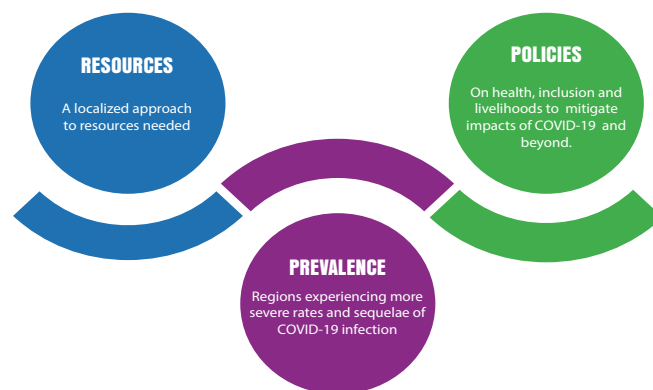 RESOURCES
A localized approach
to resources needed
PREVALENCE
Regions experiencing more
severe rates and sequelae of
COVID-19 infection
POLICIES
On health, inclusion and
livelihoods to mitigate
impacts of COVID-19 and
beyond.